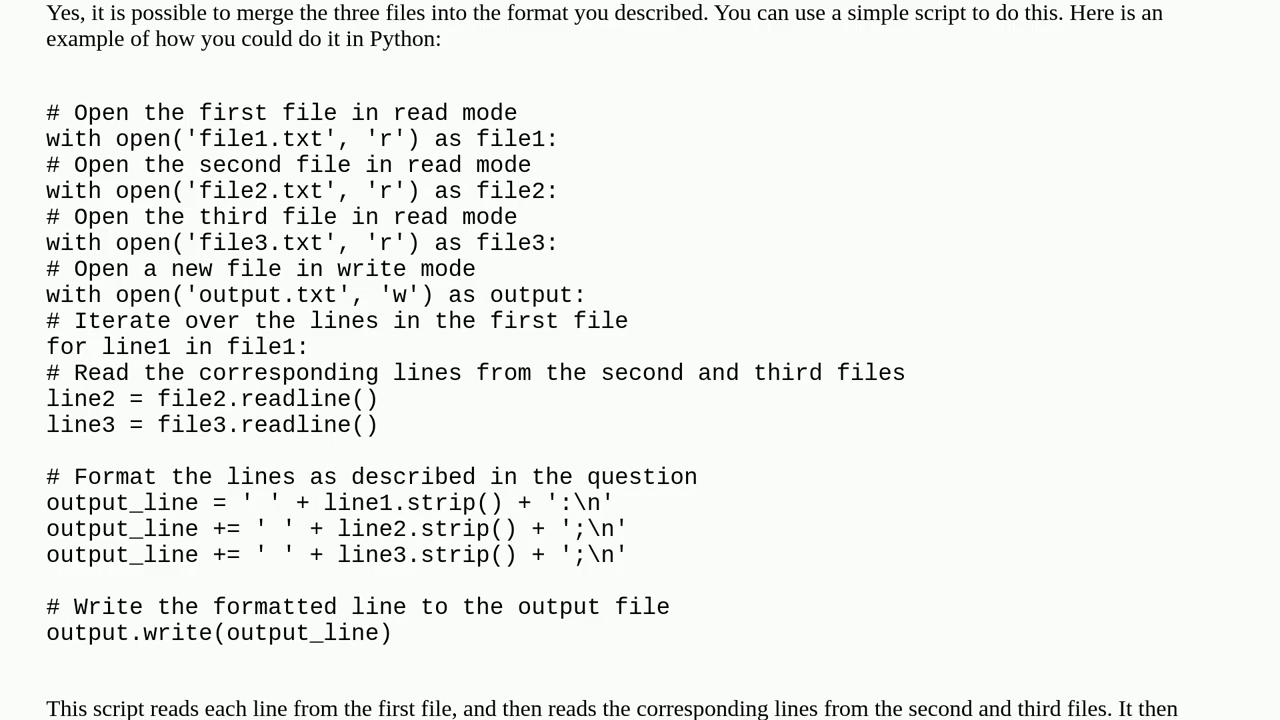 Yes, it is possible to merge the three files into the format you described. You can use a simple script to do this. Here is an
example of how you could do it in Python:
# Open the first file in read mode
with open('file1.txt', 'r') as file1:
# Open the second file in read mode
with open('file2.txt', 'r') as file2:
# Open the third file in read mode
with open('file3.txt', 'r') as file3:
# Open a new file in write mode
with open('output.txt', 'w') as output:
# Iterate over the lines in the first file
for line1 in file1:
# Read the corresponding lines from the second and third files
line2 = file2.readline()
line3 = file3.readline()
# Format the lines as described in the question
output_line = ' ' + line1.strip() + ':\n'
output_line += ' ' + line2.strip() + ';\n'
output_line += ' ' + line3.strip() + ';\n'
# Write the formatted line to the output file
output.write(output_line)
This script reads each line from the first file, and then reads the corresponding lines from the second and third files. It then